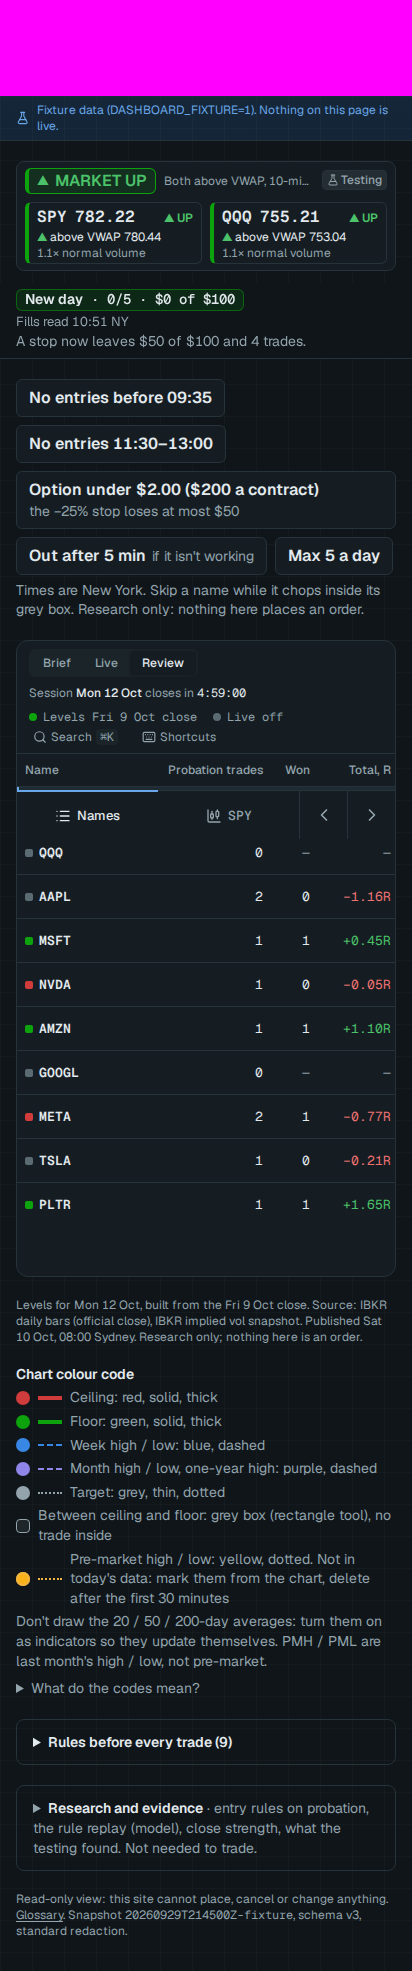 Fixture data (DASHBOARD_FIXTURE=1). Nothing on this page is
live.
▲ MARKET UP Both above VWAP, 10-mi… Testing
SPY 782.22 ▲ UP QQQ 755.21 ▲ UP
▲ above VWAP 780.44 ▲ above VWAP 753.04
1.1× normal volume 1.1× normal volume
New day · 0/5 · $0 of $100
Fills read 10:51 NY
A stop now leaves $50 of $100 and 4 trades.
No entries before 09:35
No entries 11:30–13:00
Option under $2.00 ($200 a contract)
the −25% stop loses at most $50
Out after 5 min if it isn't working Max 5 a day
Times are New York. Skip a name while it chops inside its
grey box. Research only: nothing here places an order.
Brief Live Review
Session Mon 12 Oct closes in 4:59:00
Levels Fri 9 Oct close Live off
Search ⌘K Shortcuts
Name Probation trades Won Total, R
Names SPY
QQQ 0 — —
AAPL 2 0 −1.16R
MSFT 1 1 +0.45R
NVDA 1 0 −0.05R
AMZN 1 1 +1.10R
GOOGL 0 — —
META 2 1 −0.77R
TSLA 1 0 −0.21R
PLTR 1 1 +1.65R
Levels for Mon 12 Oct, built from the Fri 9 Oct close. Source: IBKR
daily bars (official close), IBKR implied vol snapshot. Published Sat
10 Oct, 08:00 Sydney. Research only; nothing here is an order.
Chart colour code
Ceiling: red, solid, thick
Floor: green, solid, thick
Week high / low: blue, dashed
Month high / low, one-year high: purple, dashed
Target: grey, thin, dotted
Between ceiling and floor: grey box (rectangle tool), no
trade inside
Pre-market high / low: yellow, dotted. Not in
today's data: mark them from the chart, delete
after the first 30 minutes
Don't draw the 20 / 50 / 200-day averages: turn them on
as indicators so they update themselves. PMH / PML are
last month's high / low, not pre-market.
▶ What do the codes mean?
▶ Rules before every trade (9)
▶ Research and evidence · entry rules on probation,
the rule replay (model), close strength, what the
testing found. Not needed to trade.
Read-only view: this site cannot place, cancel or change anything.
Glossary. Snapshot 20260929T214500Z-fixture, schema v3,
standard redaction.